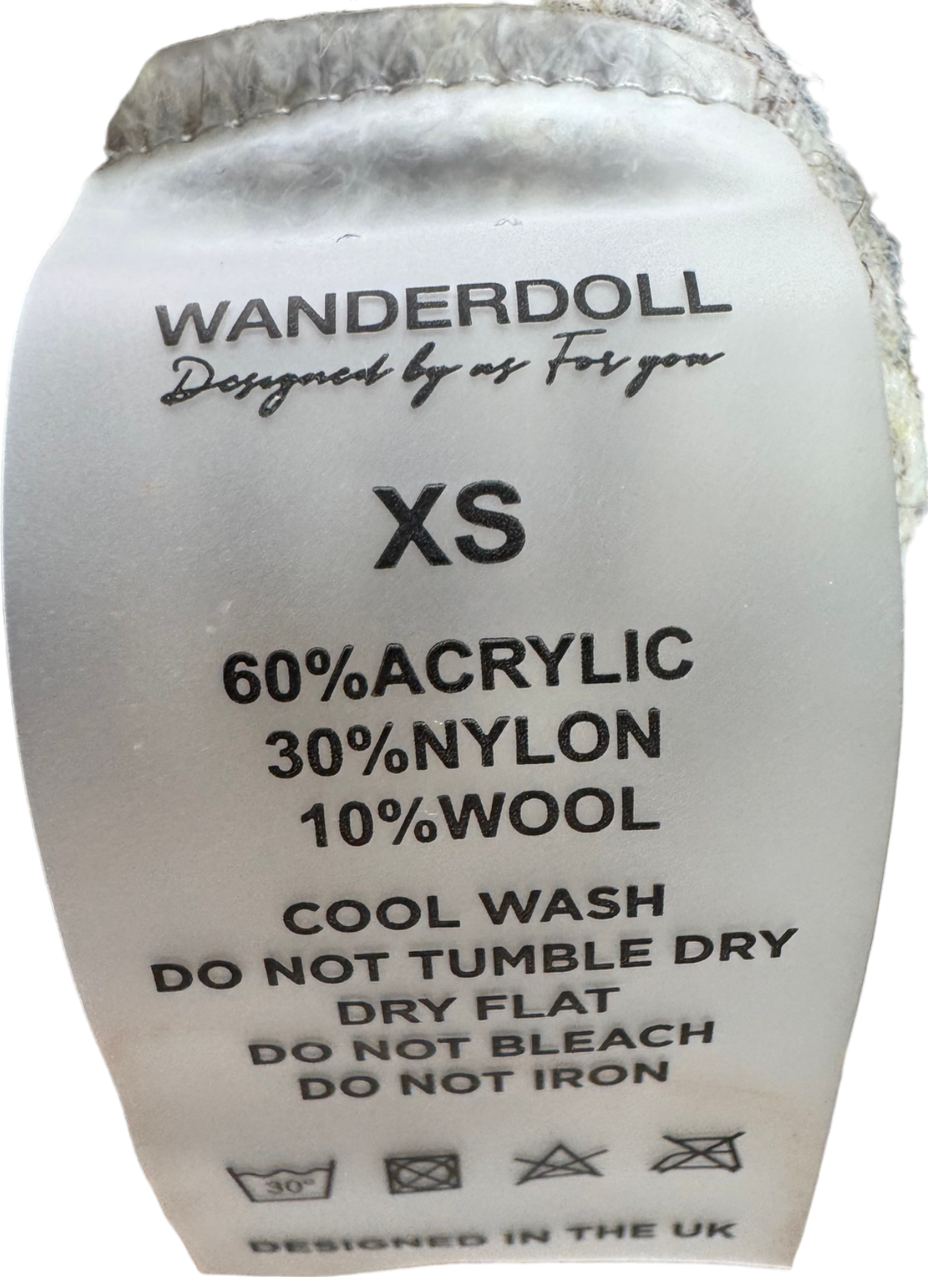 WANDERDOLL
Designed by us For you
XS
60%ACRYLIC
30%NYLON
10%WOOL
COOL WASH
DO NOT TUMBLE DRY
DRY FLAT
DO NOT BLEACH
DO NOT IRON
30°
DESIGNED IN THE UK